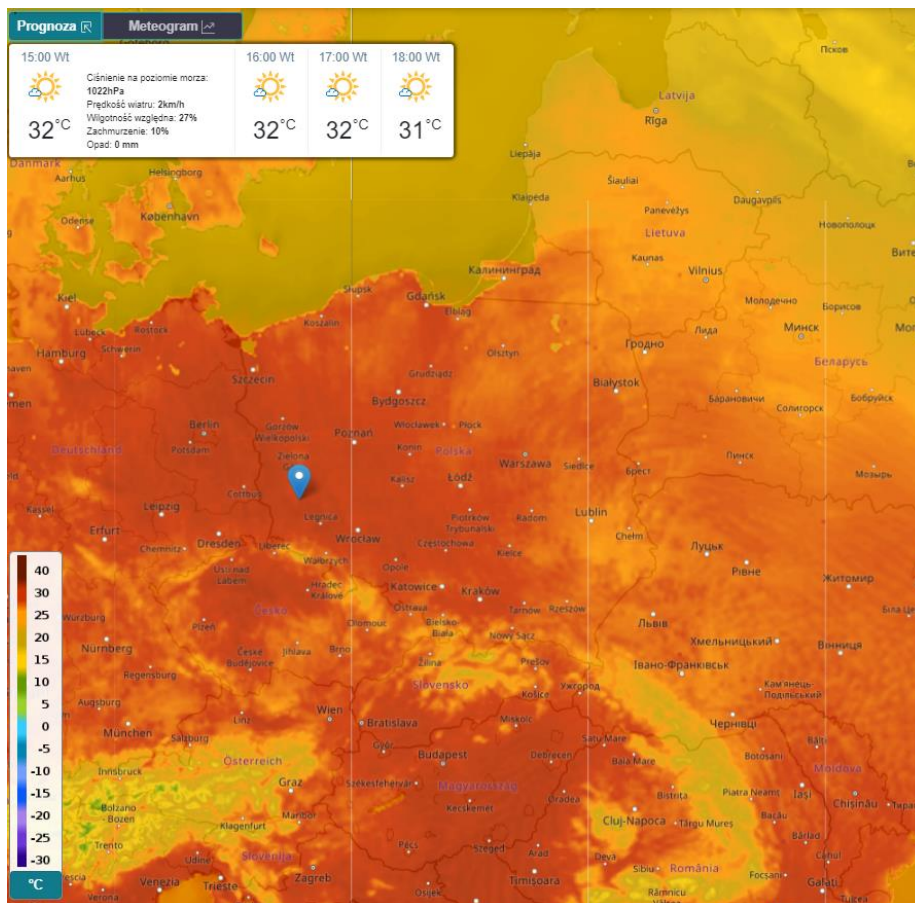 Prognoza
Meteogram
15:00 Wt
16:00 Wt
17:00 Wt
18:00 Wt
Ciśnienie na poziomie morza:
1022hPa
Prędkość wiatru: 2km/h
Wilgotność względna: 27%
Zachmurzenie: 10%
Opad: 0 mm
32°C
32°C
32°C
31°C
Псков
Latvija
Rīga
Liepāja
Danmark
Aarhus
Helsingborg
Šiauliai
Klaipėda
Panevėžys
Daugavpils
Odense
København
Новополоцк
Lietuva
Kaunas
Vilnius
Калининград
Kiel
Słupsk
Gdańsk
Elbląg
Молодечно
Борисов
Lübeck
Rostock
Koszalin
Лида
Минск
Hamburg
Schwerin
Olsztyn
Гродно
Беларусь
Szczecin
Grudziądz
Białystok
Барановичи
Бобруйск
Bydgoszcz
Солигорск
Berlin
Gorzów
Wielkopolski
Włocławek
Płock
Poznań
Deutschland
Potsdam
Konin
Polska
Zielona
Warszawa
Siedlce
Брест
Пинск
Мозырь
Cottbus
Kalisz
Łódź
Kassel
Leipzig
Legnica
Piotrków
Trybunalski
Radom
Lublin
Erfurt
Chemnitz
Dresden
Liberec
Wrocław
Częstochowa
Kielce
Chełm
Луцьк
Ústí nad
Labem
Wałbrzych
Opole
Рівне
Житомир
Hradec
Králové
Katowice
Kraków
Česko
Ostrava
Tarnów
Rzeszów
Würzburg
Plzeň
Olomouc
Bielsko-
Biała
Nowy Sącz
Львів
Хмельницький
Вінниця
Nürnberg
České
Budějovice
Jihlava
Brno
Žilina
Prešov
Івано-Франківськ
Regensburg
Slovensko
Košice
Ужгород
Кам'янець-
Подільський
Augsburg
Linz
Wien
Bratislava
Miskolc
Чернівці
München
Salzburg
Győr
Budapest
Debrecen
Satu Mare
Baia Mare
Botoșani
Bălți
Innsbruck
Österreich
Graz
Székesfehérvár
Magyarország
Oradea
Bistrița
Piatra Neamț
Iași
Moldova
Chișinău
Bolzano
- Bozen
Maribor
Kecskemét
Cluj-Napoca
Târgu Mureș
Bacău
Trento
Klagenfurt
Pécs
Szeged
Arad
Deva
Bârlad
Udine
Slovenija
Sibiu
România
Focșani
Cahul
Venezia
Trieste
Zagreb
Timișoara
Galați
Verona
Osijek
Râmnicu
Tulcea
40
30
25
20
15
10
5
0
-5
-10
-15
-20
-25
-30
°C